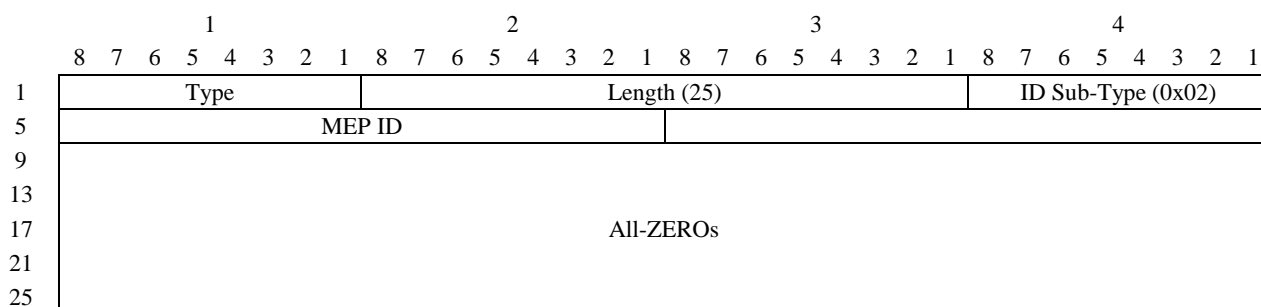 1 2 3 4
8 7 6 5 4 3 2 1 8 7 6 5 4 3 2 1 8 7 6 5 4 3 2 1 8 7 6 5 4 3 2 1
1 Type Length (25) ID Sub-Type (0x02)
5 MEP ID
9
13
17 All-ZEROs
21
25